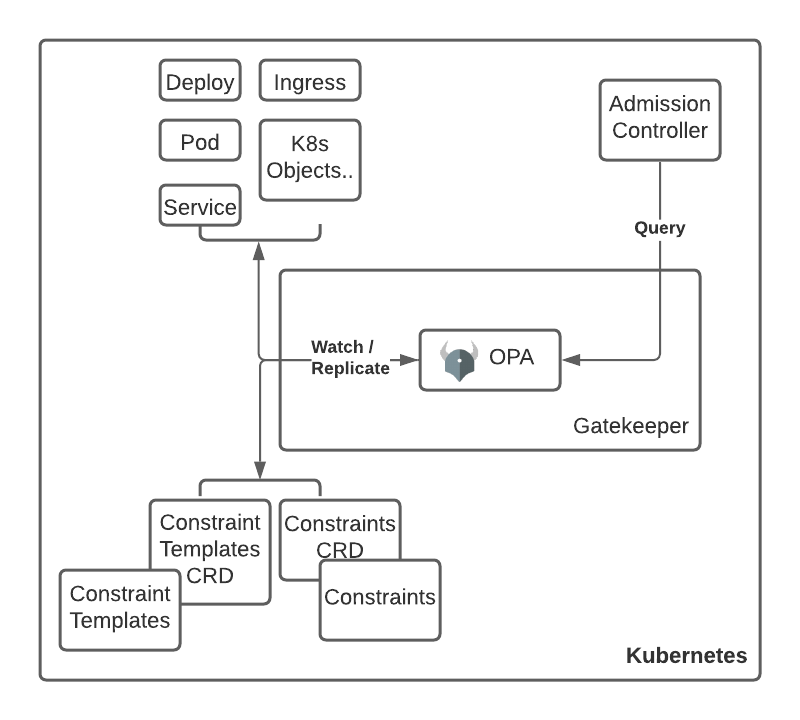 Deploy
Ingress
Admission
Controller
Pod
K8s
Objects..
Service
Query
Watch /
Replicate
OPA
Gatekeeper
Constraint
Templates
CRD
Constraints
CRD
Constraint
Templates
Constraints
Kubernetes